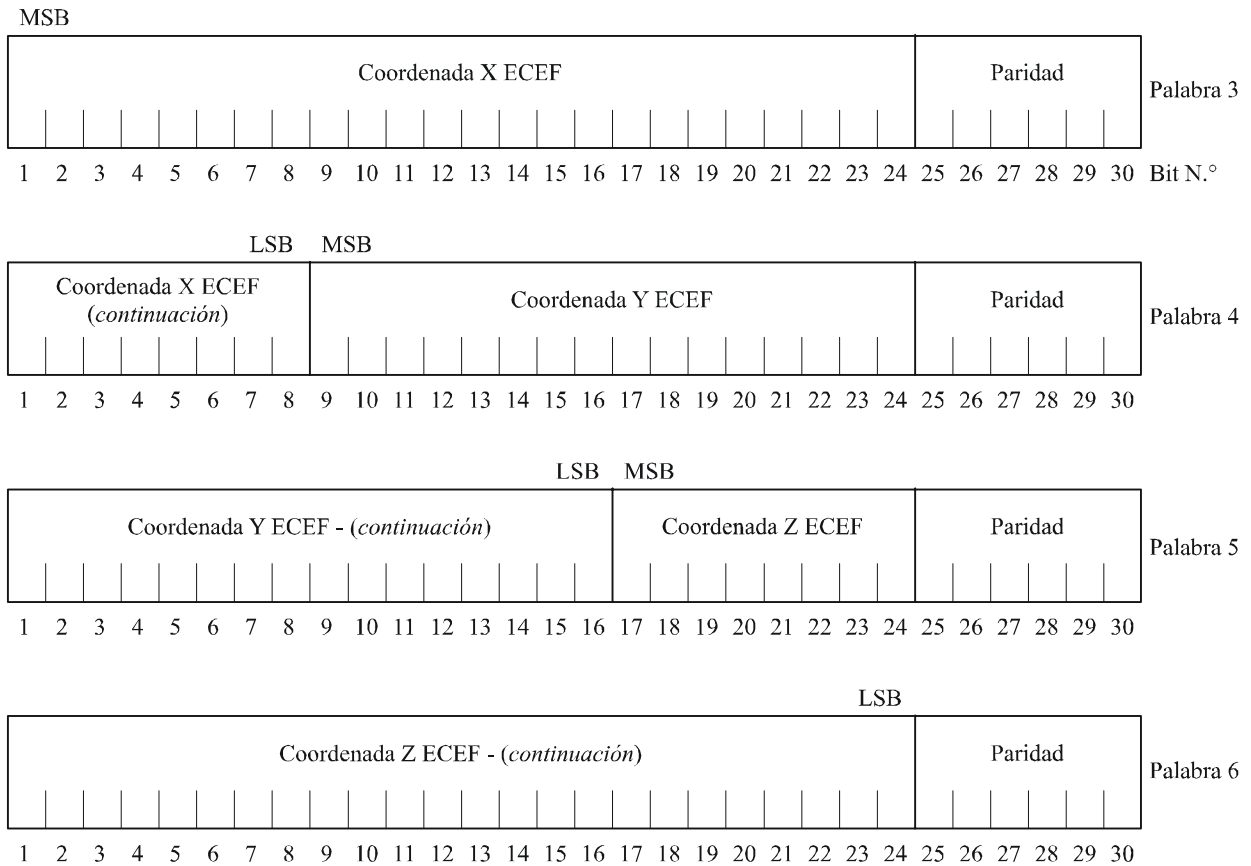 MSB
Coordenada X ECEF Paridad
Palabra 3
1 2 3 4 5 6 7 8 9 10 11 12 13 14 15 16 17 18 19 20 21 22 23 24 25 26 27 28 29 30 Bit N.°
LSB MSB
Coordenada X ECEF
(continuación)
Coordenada Y ECEF Paridad
Palabra 4
1 2 3 4 5 6 7 8 9 10 11 12 13 14 15 16 17 18 19 20 21 22 23 24 25 26 27 28 29 30
LSB MSB
Coordenada Y ECEF - (continuación) Coordenada Z ECEF Paridad
Palabra 5
1 2 3 4 5 6 7 8 9 10 11 12 13 14 15 16 17 18 19 20 21 22 23 24 25 26 27 28 29 30
LSB
Coordenada Z ECEF - (continuación) Paridad
Palabra 6
1 2 3 4 5 6 7 8 9 10 11 12 13 14 15 16 17 18 19 20 21 22 23 24 25 26 27 28 29 30